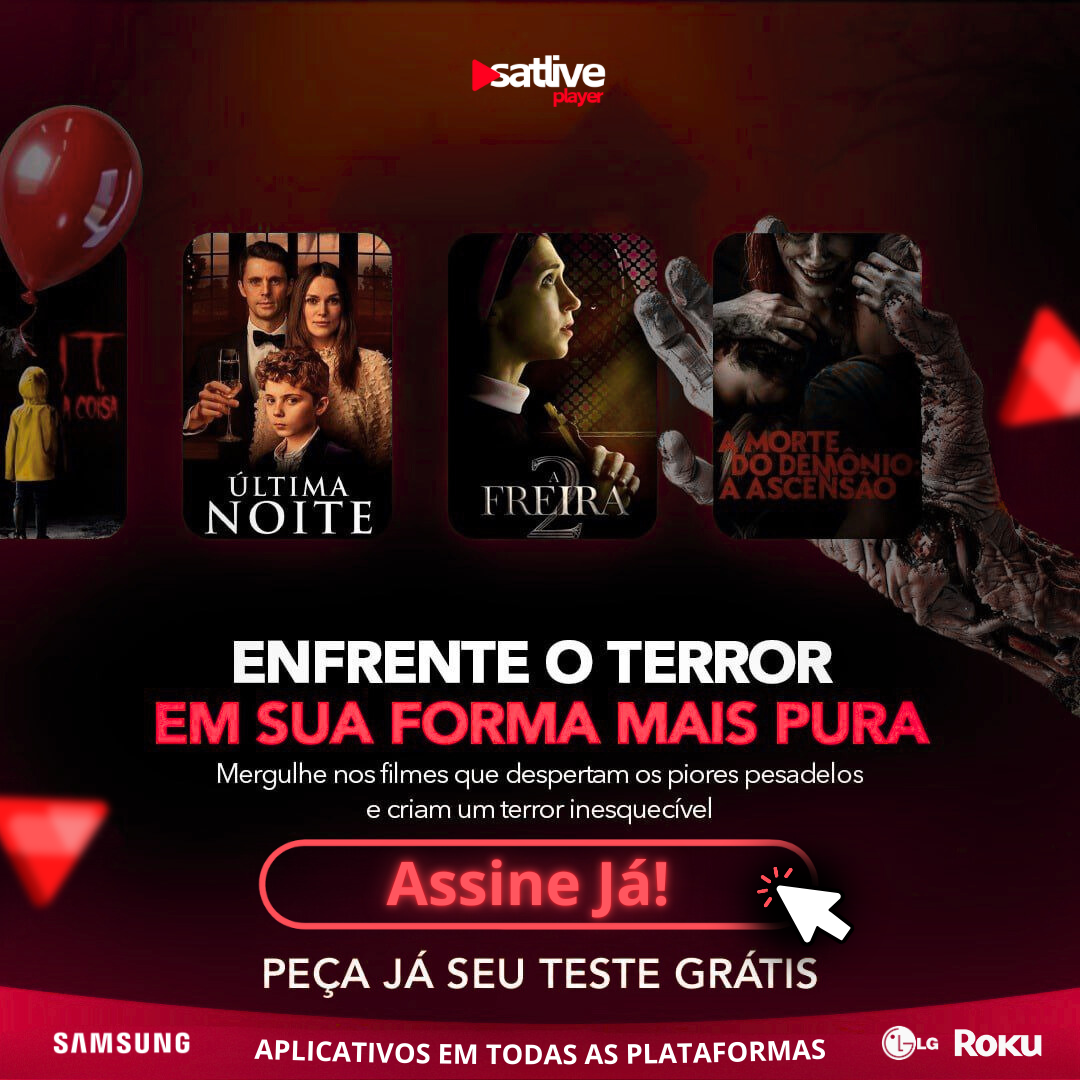 satlive
player
IT
A COISA
ÚLTIMA
NOITE
A
FREIRA
2
A MORTE
DO DEMÔNIO
A ASCENSÃO
ENFRENTE O TERROR
EM SUA FORMA MAIS PURA
Mergulhe nos filmes que despertam os piores pesadelos
e criam um terror inesquecível
Assine Já!
PEÇA JÁ SEU TESTE GRÁTIS
SAMSUNG
APLICATIVOS EM TODAS AS PLATAFORMAS
LG
ROKU